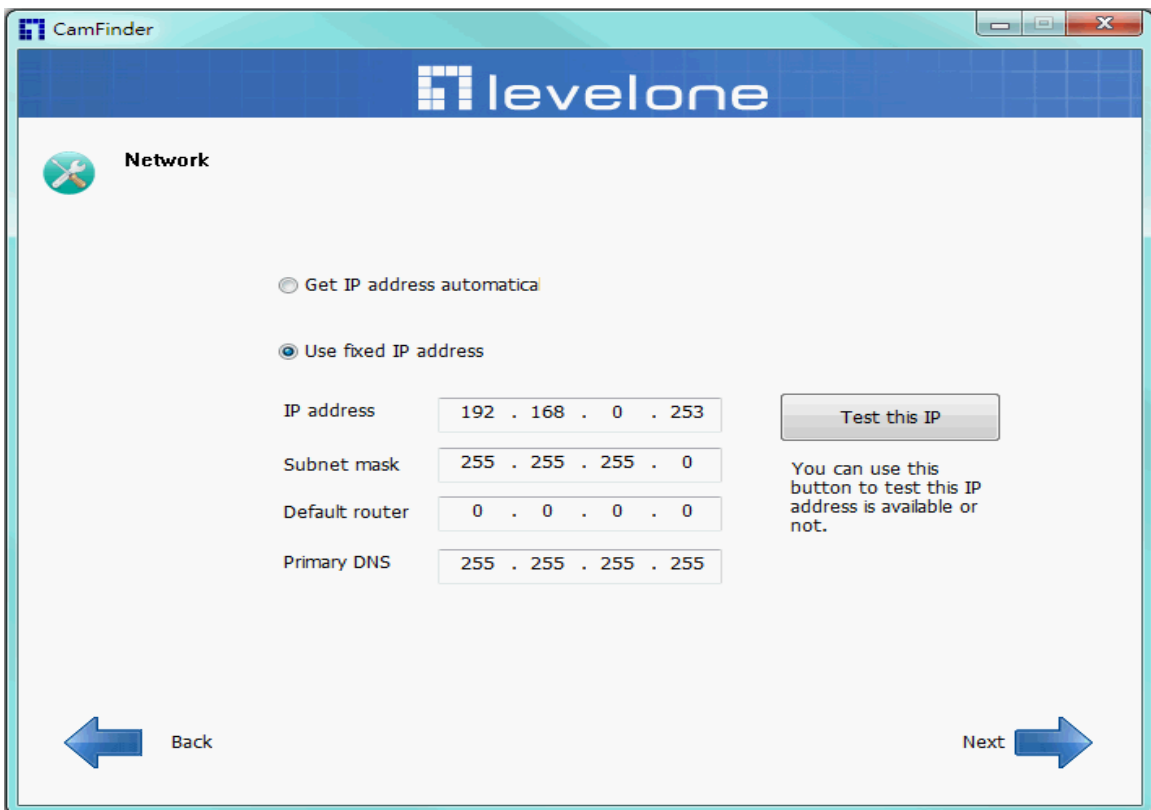 CamFinder
levelone
Network
Get IP address automatica
Use fixed IP address
IP address 192 . 168 . 0 . 253
Test this IP
Subnet mask 255 . 255 . 255 . 0
You can use this
button to test this IP
address is available or
not.
Default router 0 . 0 . 0 . 0
Primary DNS 255 . 255 . 255 . 255
Back
Next